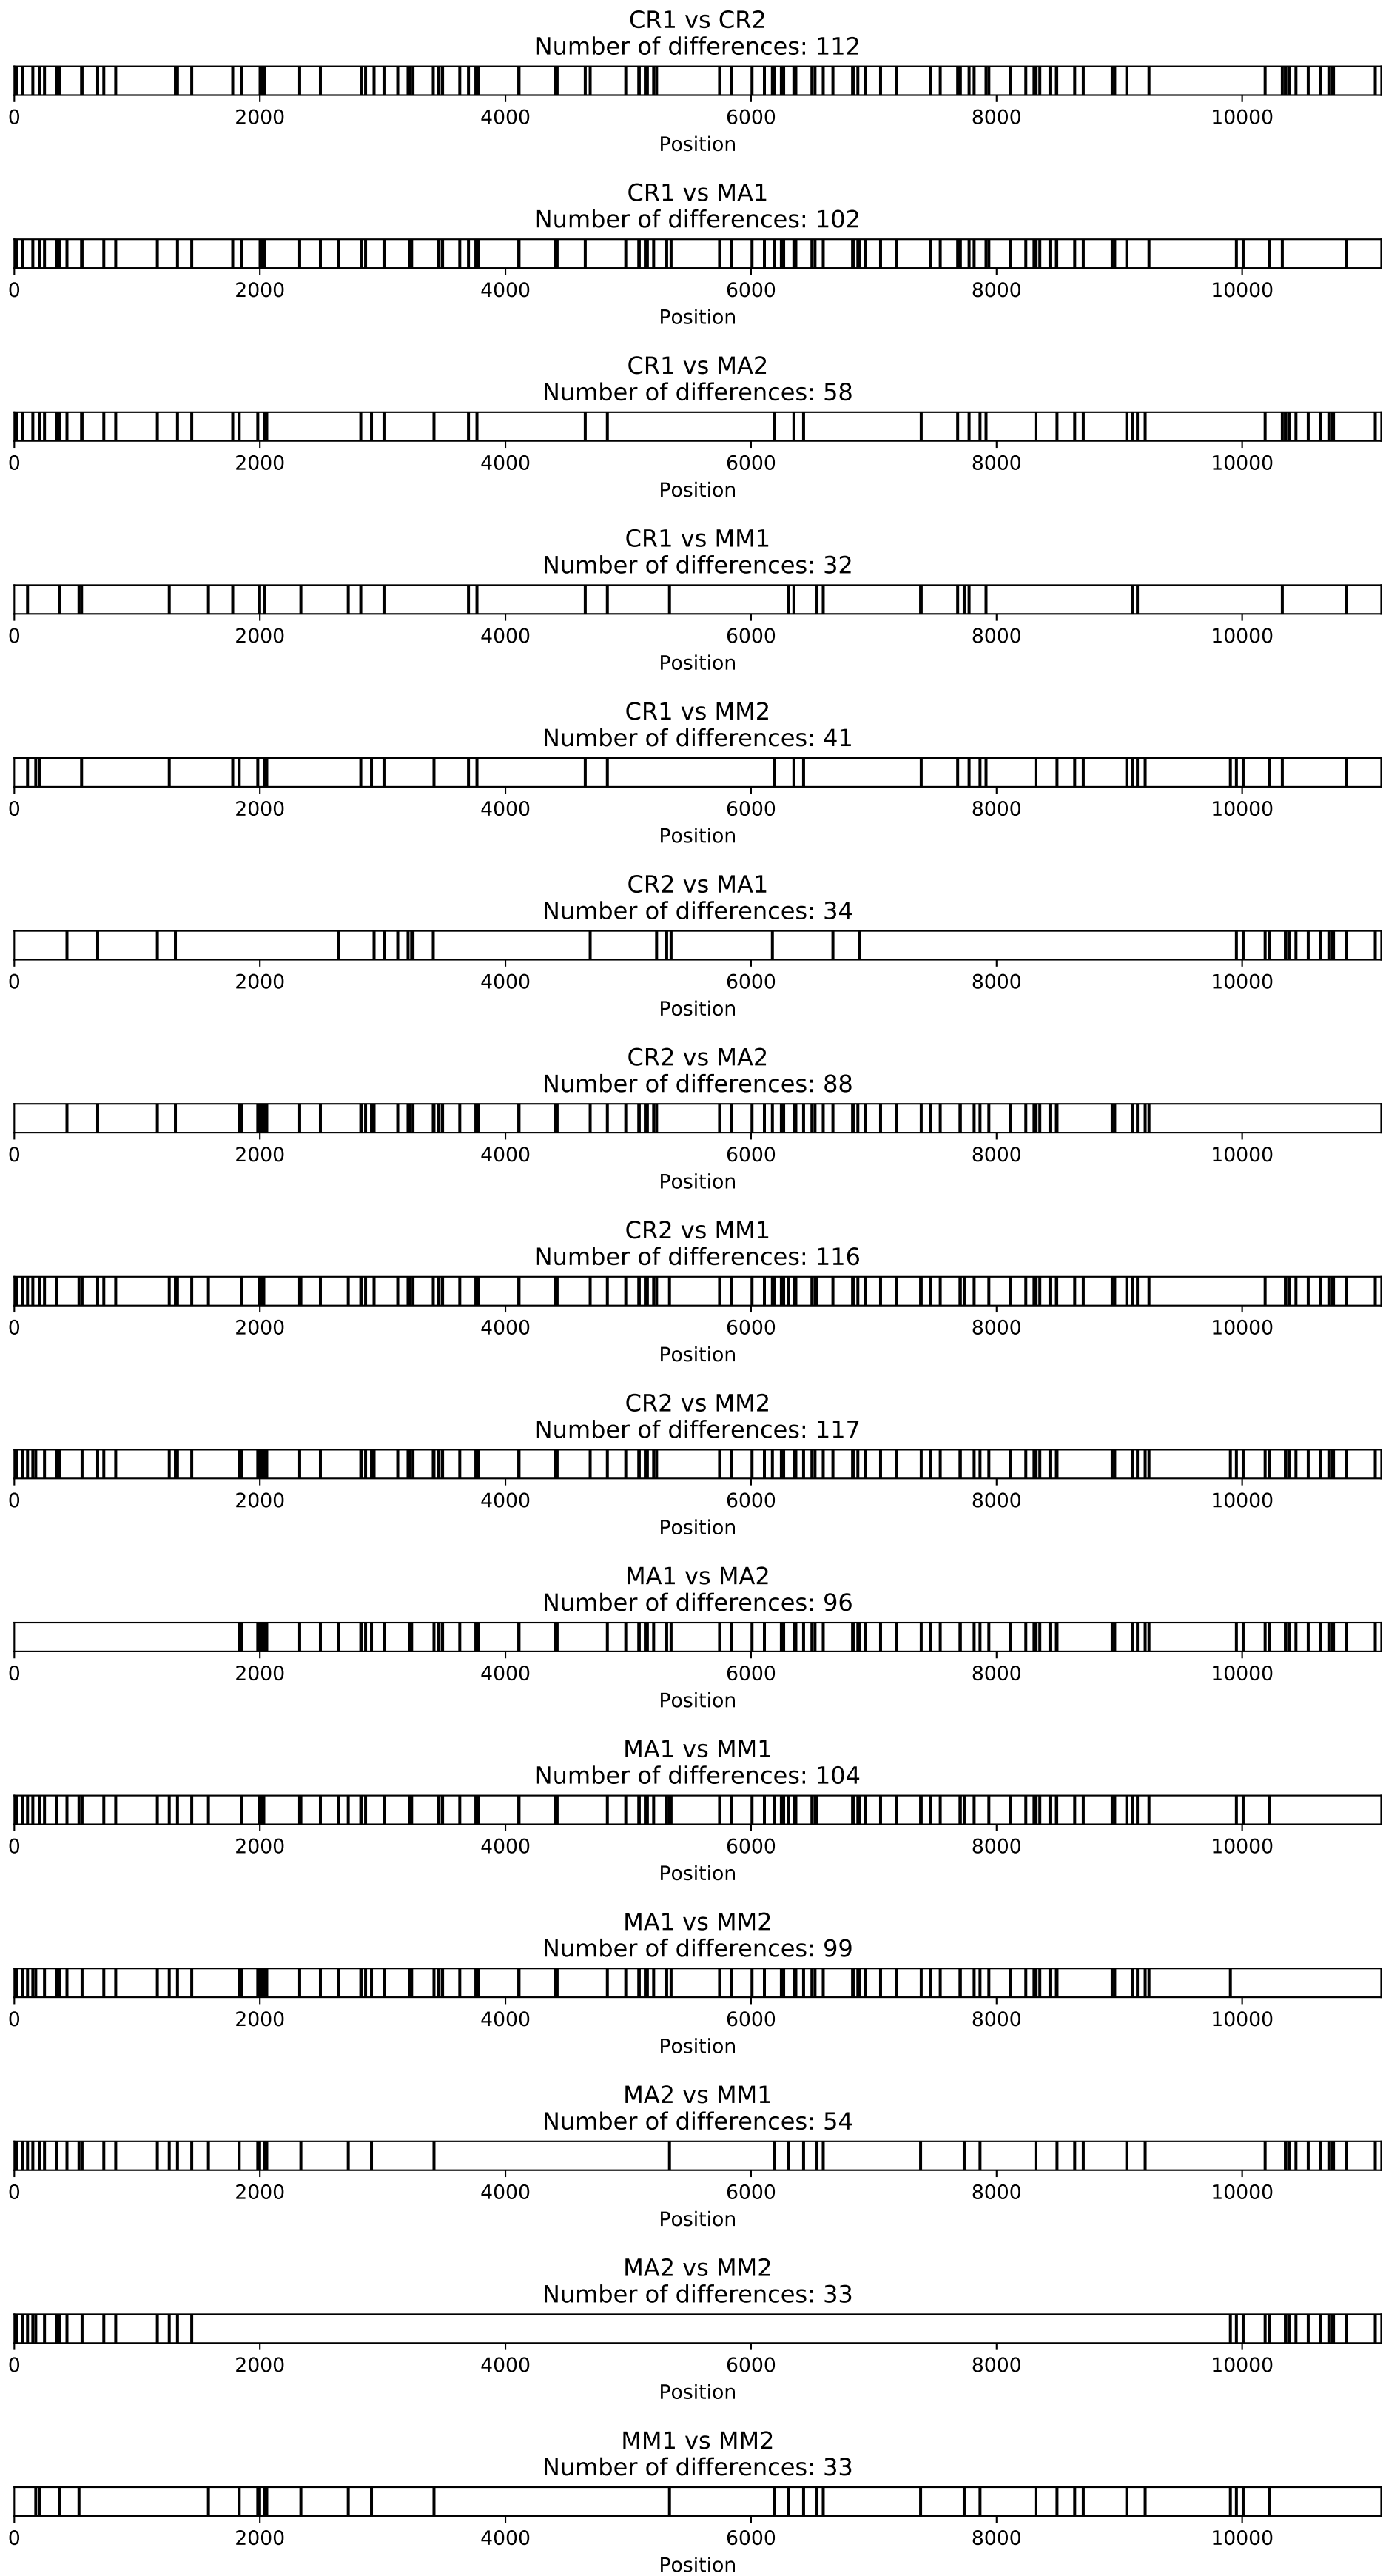 CR1 vs CR2
Number of differences: 112
0 2000 4000 6000 8000 10000
Position
CR1 vs MA1
Number of differences: 102
0 2000 4000 6000 8000 10000
Position
CR1 vs MA2
Number of differences: 58
0 2000 4000 6000 8000 10000
Position
CR1 vs MM1
Number of differences: 32
0 2000 4000 6000 8000 10000
Position
CR1 vs MM2
Number of differences: 41
0 2000 4000 6000 8000 10000
Position
CR2 vs MA1
Number of differences: 34
0 2000 4000 6000 8000 10000
Position
CR2 vs MA2
Number of differences: 88
0 2000 4000 6000 8000 10000
Position
CR2 vs MM1
Number of differences: 116
0 2000 4000 6000 8000 10000
Position
CR2 vs MM2
Number of differences: 117
0 2000 4000 6000 8000 10000
Position
MA1 vs MA2
Number of differences: 96
0 2000 4000 6000 8000 10000
Position
MA1 vs MM1
Number of differences: 104
0 2000 4000 6000 8000 10000
Position
MA1 vs MM2
Number of differences: 99
0 2000 4000 6000 8000 10000
Position
MA2 vs MM1
Number of differences: 54
0 2000 4000 6000 8000 10000
Position
MA2 vs MM2
Number of differences: 33
0 2000 4000 6000 8000 10000
Position
MM1 vs MM2
Number of differences: 33
0 2000 4000 6000 8000 10000
Position